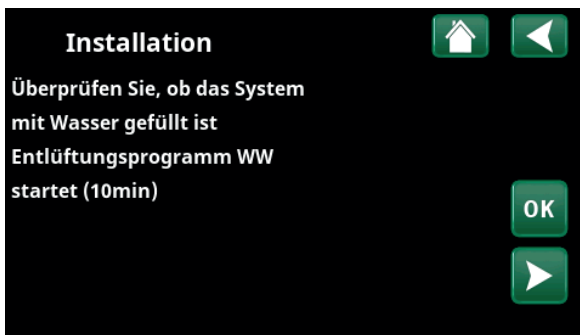 Installation
Überprüfen Sie, ob das System
mit Wasser gefüllt ist
Entlüftungsprogramm WW
startet (10min)
OK